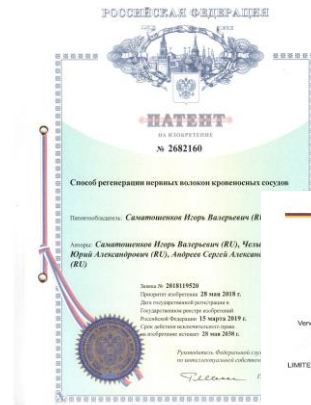 РОССИЙСКАЯ ФЕДЕРАЦИЯ
ПАТЕНТ
НА ИЗОБРЕТЕНИЕ
№ 2682160
Способ регенерации нервных волокон кровеносных сосудов
Патентообладатель: Саматошенков Игорь Валерьевич (RU
Авторы: Саматошенков Игорь Валерьевич (RU),
Юрий Александрович (RU), Андреев Сергей
(RU)
Заявка № 2018119520
Приоритет изобретения 28 мая 2018 г.
Дата государственной регистрации в
Государственном реестре изобретений
Российской Федерации 15 марта 2019 г.
Срок действия исключительного права
на изобретение истекает 28 мая 2038 г.
Руководитель Федеральной
по интеллектуальной
LIMITE